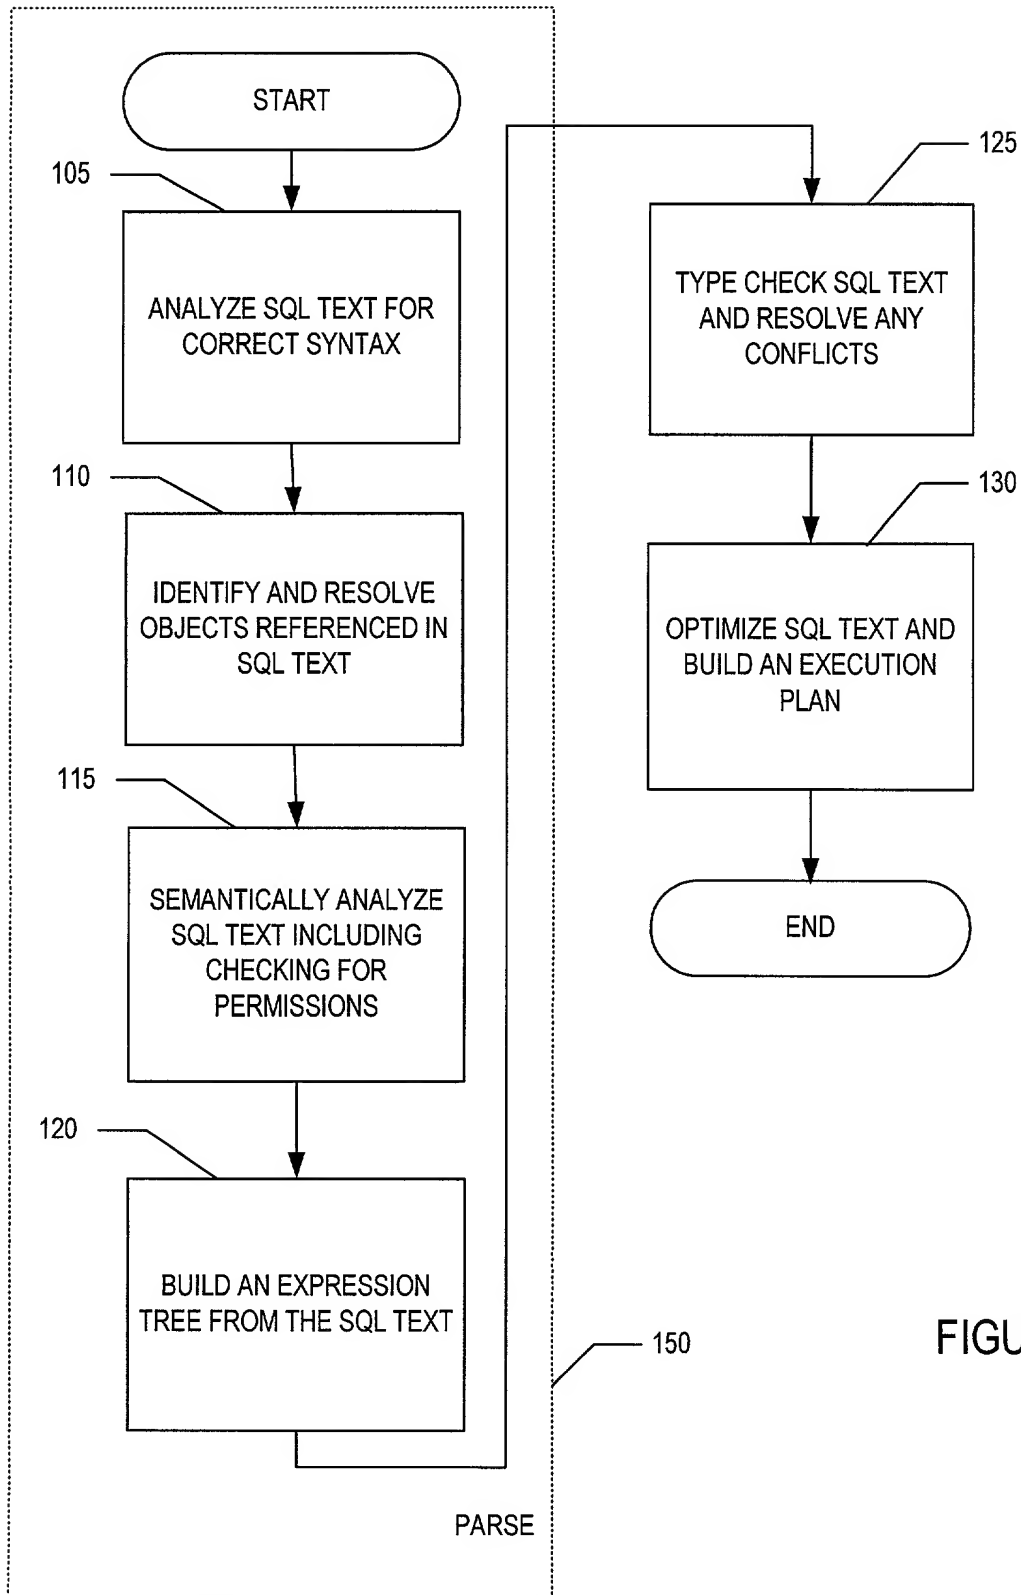 START
105
ANALYZE SQL TEXT FOR
CORRECT SYNTAX
110
IDENTIFY AND RESOLVE
OBJECTS REFERENCED IN
SQL TEXT
115
SEMANTICALLY ANALYZE
SQL TEXT INCLUDING
CHECKING FOR
PERMISSIONS
120
BUILD AN EXPRESSION
TREE FROM THE SQL TEXT
PARSE
150
125
TYPE CHECK SQL TEXT
AND RESOLVE ANY
CONFLICTS
130
OPTIMIZE SQL TEXT AND
BUILD AN EXECUTION
PLAN
END